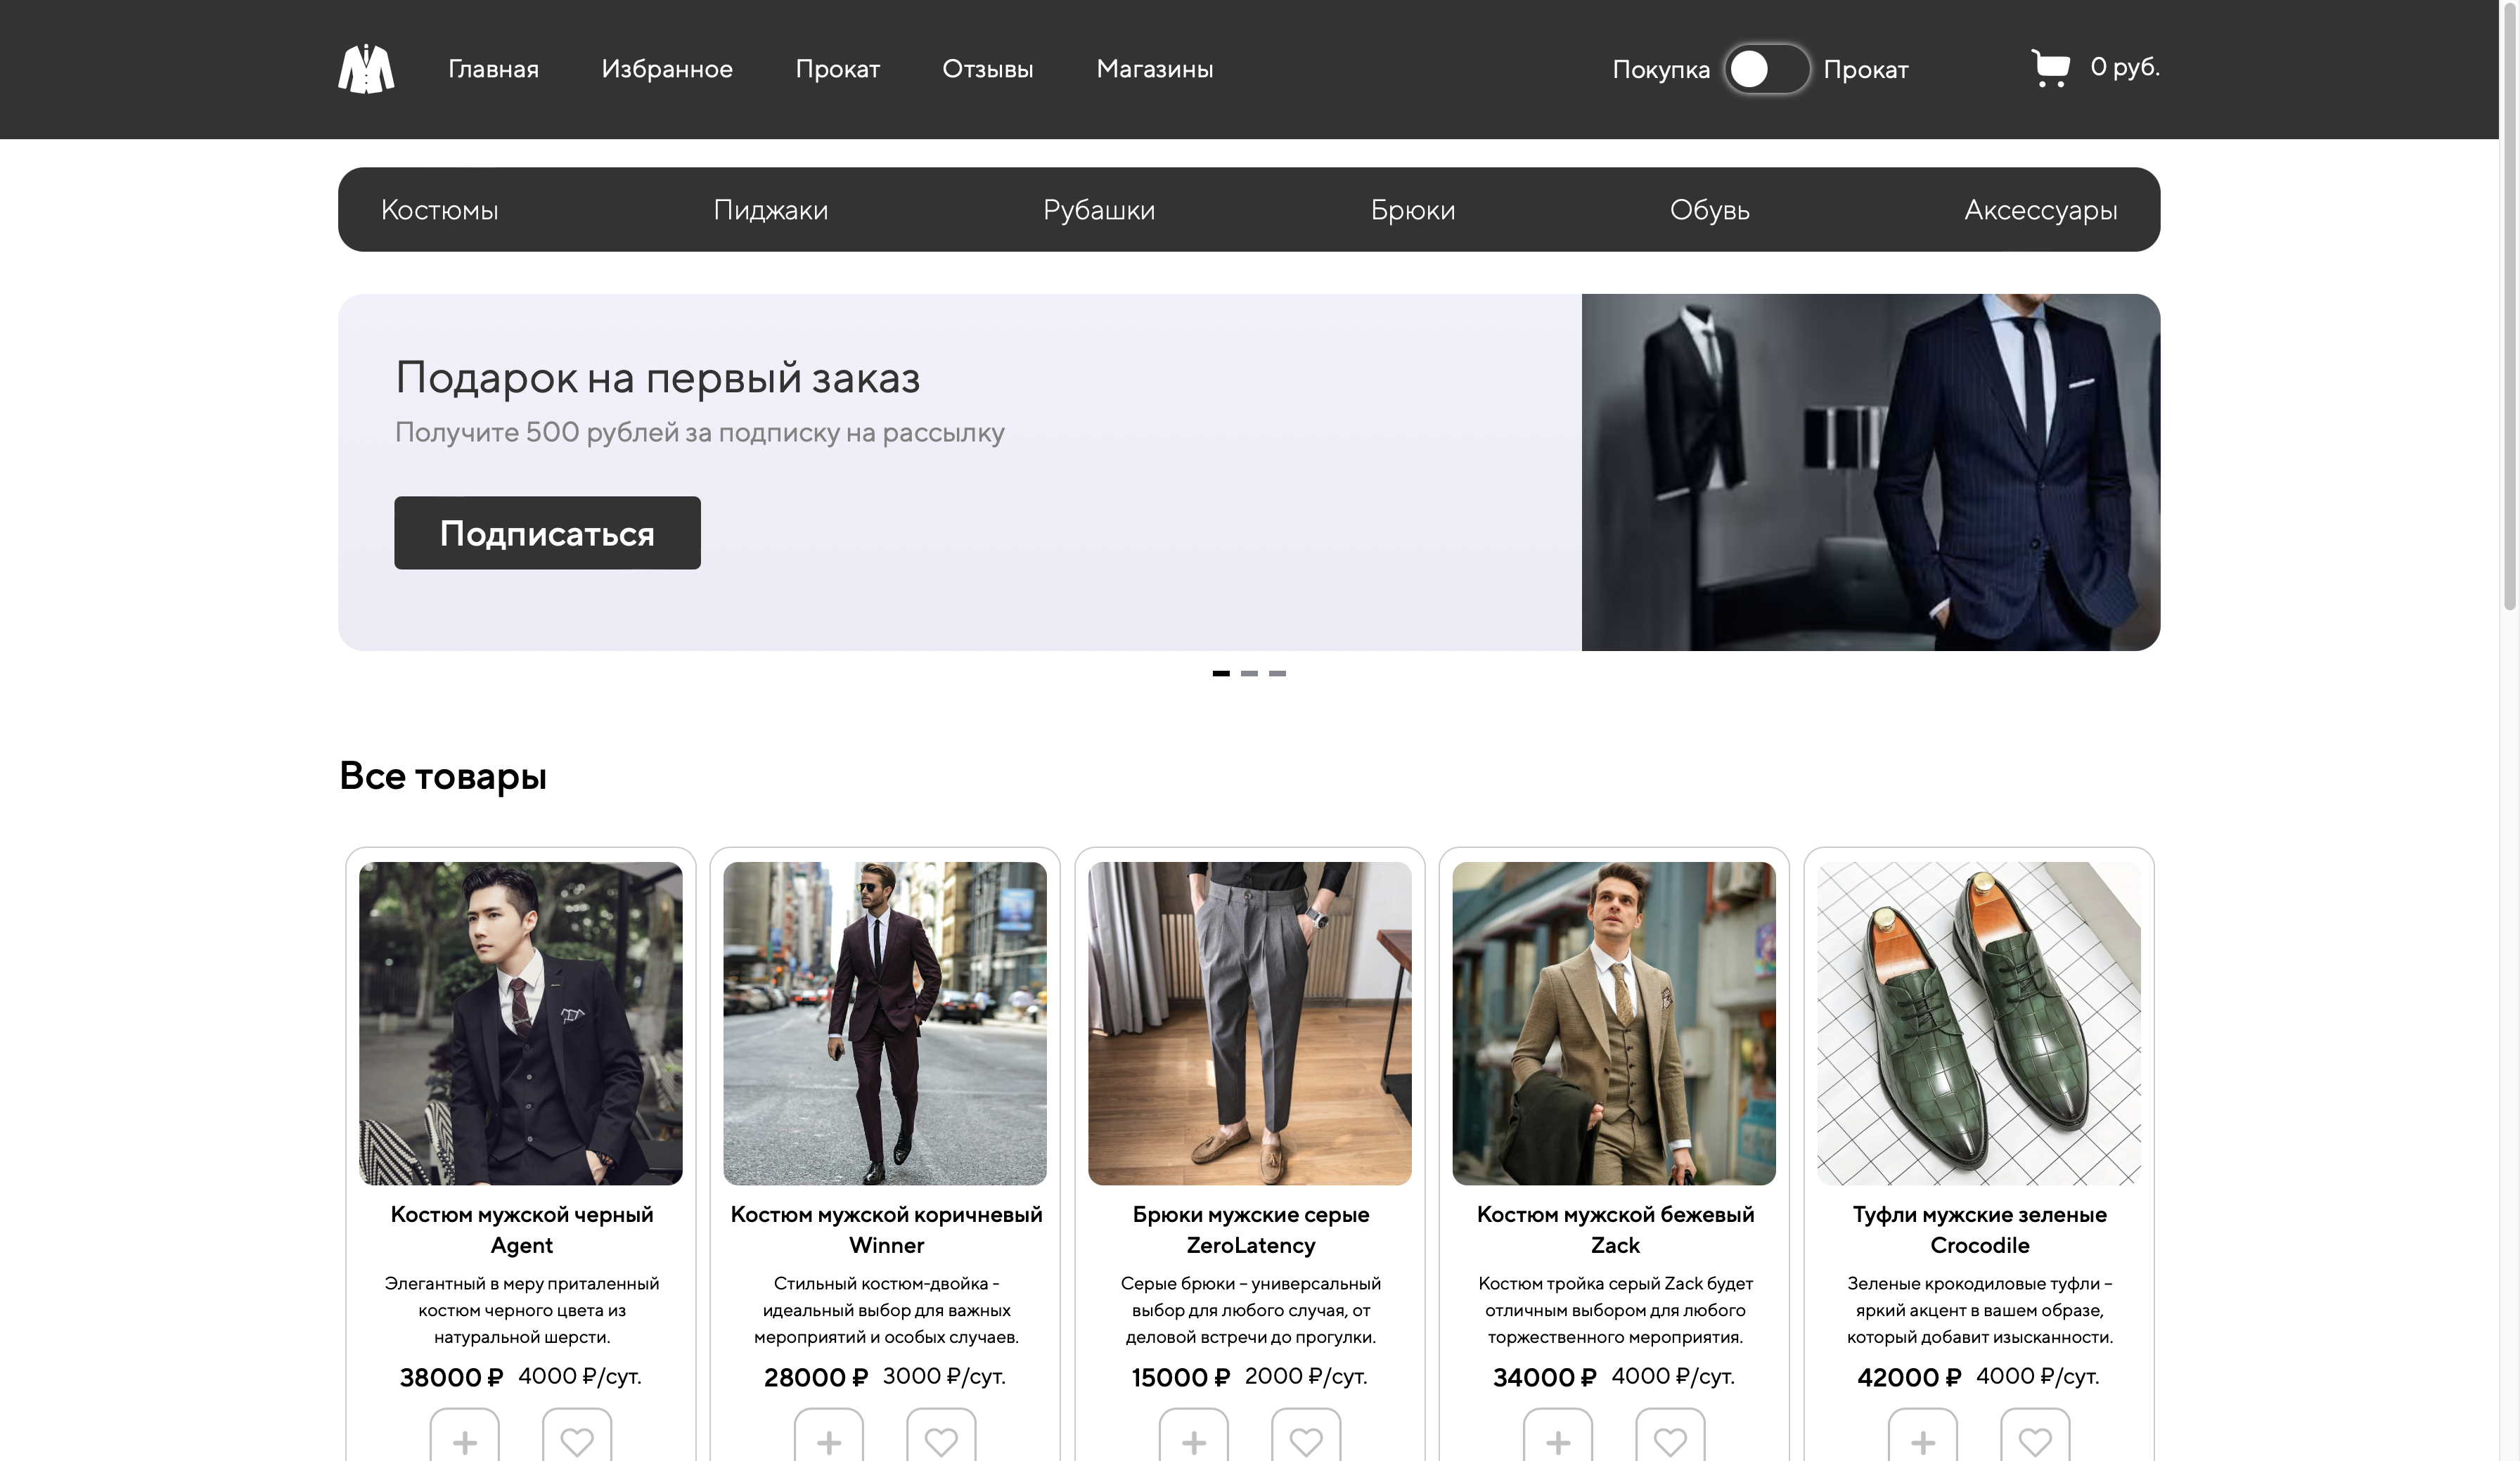 Главная Избранное Прокат Отзывы Магазины Покупка Прокат 0 руб.
Костюмы Пиджаки Рубашки Брюки Обувь Аксессуары
Подарок на первый заказ
Получите 500 рублей за подписку на рассылку
Подписаться
Все товары
Костюм мужской черный
Agent
Элегантный в меру приталенный
костюм черного цвета из
натуральной шерсти.
38000 ₽ 4000 ₽/сут.
Костюм мужской коричневый
Winner
Стильный костюм-двойка -
идеальный выбор для важных
мероприятий и особых случаев.
28000 ₽ 3000 ₽/сут.
Брюки мужские серые
ZeroLatency
Серые брюки – универсальный
выбор для любого случая, от
деловой встречи до прогулки.
15000 ₽ 2000 ₽/сут.
Костюм мужской бежевый
Zack
Костюм тройка серый Zack будет
отличным выбором для любого
торжественного мероприятия.
34000 ₽ 4000 ₽/сут.
Туфли мужские зеленые
Crocodile
Зеленые крокодиловые туфли –
яркий акцент в вашем образе,
который добавит изысканности.
42000 ₽ 4000 ₽/сут.